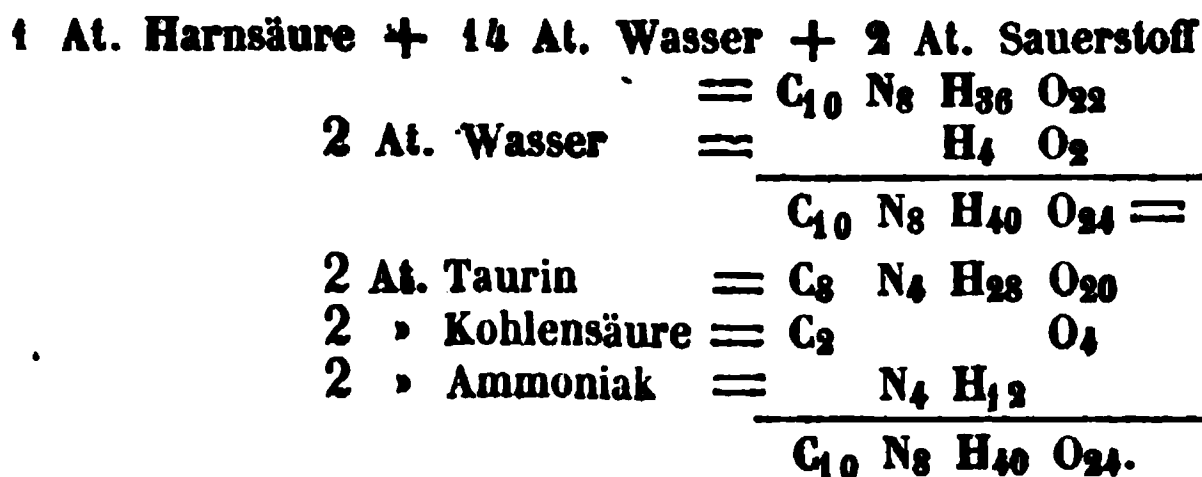 1 At. Harnsäure + 14 At. Wasser + 2 At. Sauerstoff
= C₁₀ N₈ H₃₆ O₂₂
2 At. Wasser = H₄ O₂
C₁₀ N₈ H₄₀ O₂₄ =
2 At. Taurin = C₈ N₄ H₂₈ O₂₀
2 » Kohlensäure = C₂ O₄
2 » Ammoniak = N₄ H₁₂
C₁₀ N₈ H₄₀ O₂₄.